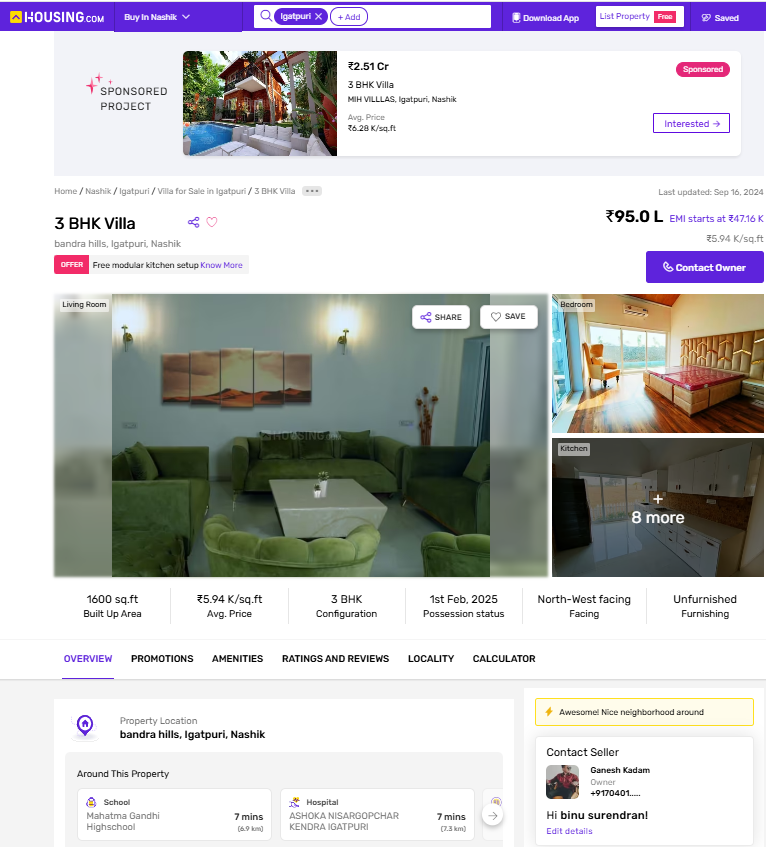 HOUSING.COM
Buy In Nashik
Igatpuri
+ Add
Download App
List Property Free
Saved
SPONSORED
PROJECT
₹2.51 Cr
3 BHK Villa
MIH VILLLAS, Igatpuri, Nashik
Avg. Price
₹6.28 K/sq.ft
Sponsored
Interested →
Home / Nashik / Igatpuri / Villa for Sale in Igatpuri / 3 BHK Villa
Last updated: Sep 16, 2024
3 BHK Villa
₹95.0 L EMI starts at ₹47.16 K
bandra hills, Igatpuri, Nashik
₹5.94 K/sq.ft
OFFER Free modular kitchen setup Know More
Contact Owner
Living Room
SHARE
SAVE
HOUSING
Bedroom
Kitchen
+
8 more
1600 sq.ft
Built Up Area
₹5.94 K/sq.ft
Avg. Price
3 BHK
Configuration
1st Feb, 2025
Possession status
North-West facing
Facing
Unfurnished
Furnishing
OVERVIEW PROMOTIONS AMENITIES RATINGS AND REVIEWS LOCALITY CALCULATOR
Property Location
bandra hills, Igatpuri, Nashik
Around This Property
School
Mahatma Gandhi
Highschool
7 mins
(6.9 km)
Hospital
ASHOKA NISARGOPCHAR
KENDRA IGATPURI
7 mins
(7.3 km)
Awesome! Nice neighborhood around
Contact Seller
Ganesh Kadam
Owner
+9170401.....
Hi binu surendran!
Edit details